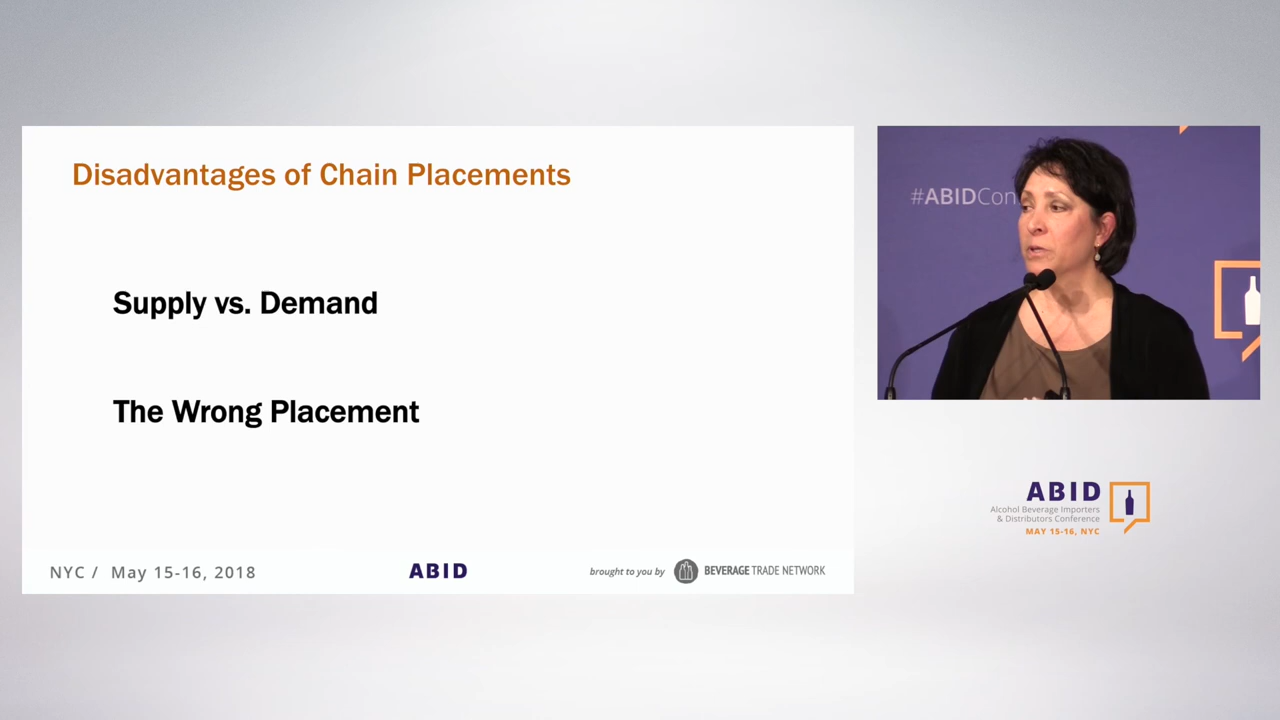 Disadvantages of Chain Placements
Supply vs. Demand
The Wrong Placement
NYC / May 15-16, 2018
ABID
brought to you by
BEVERAGE TRADE NETWORK
#ABIDCon
ABID
Alcohol Beverage Importers
& Distributors Conference
MAY 15-16, NYC